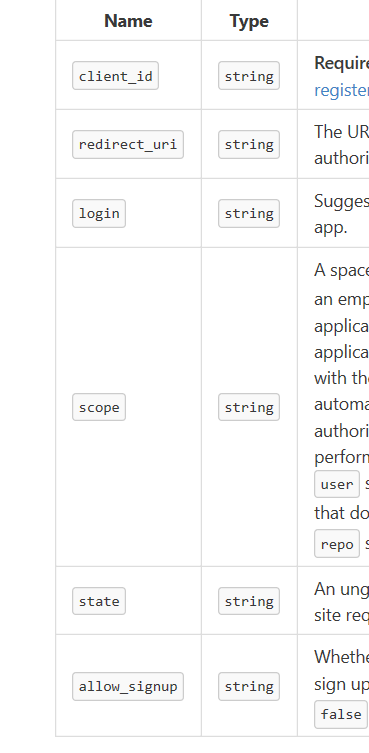 Name Type
client_id string Require
register
redirect_uri string The UR
authori
login string Sugges
app.
A space
an emp
applica
applica
with the
automa
scope string authori
perform
user s
that do
repo s
state string An ung
site req
Whethe
allow_signup string sign up
false